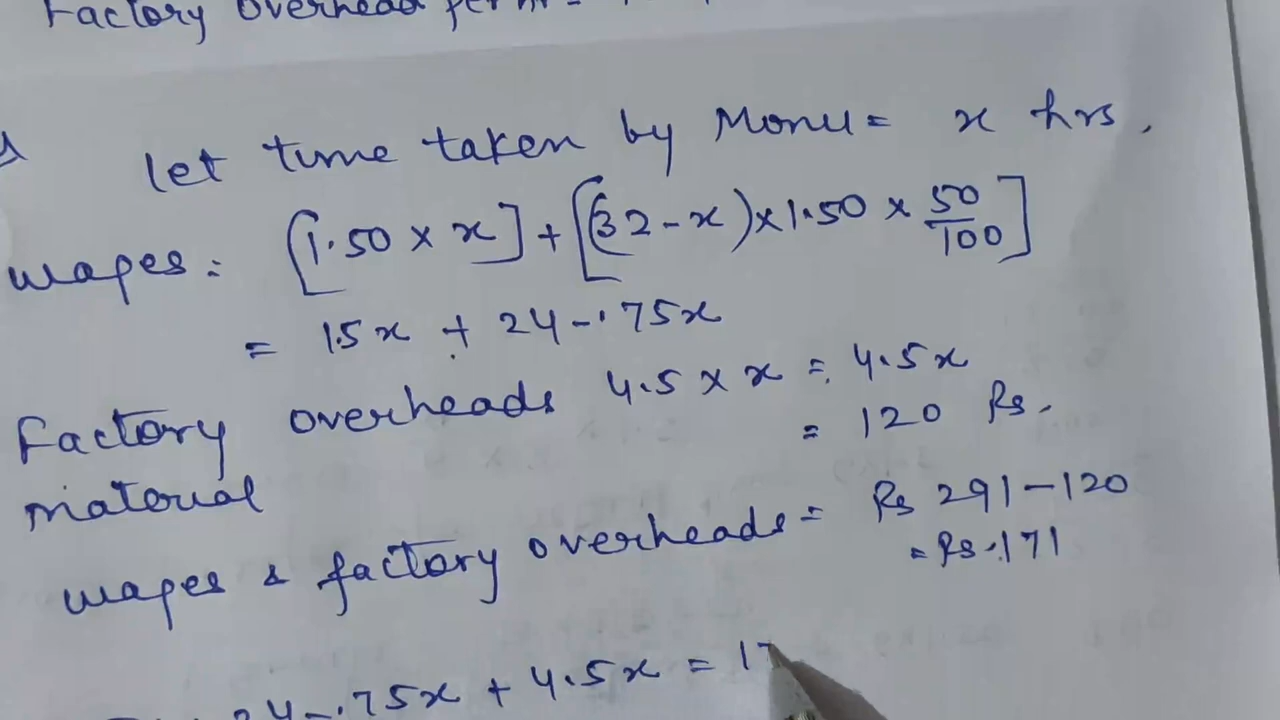 Factory overhead per hr =
let time taken by Monu = x hrs.
wages = [1.50 × x] + [(32 - x) × 1.50 × 50/100]
= 1.5x + 24 - .75x
Factory overheads 4.5 × x = 4.5x
material = 120 Rs.
wages & factory overheads = Rs 291 - 120
= Rs. 171
24 - .75x + 4.5x = 17